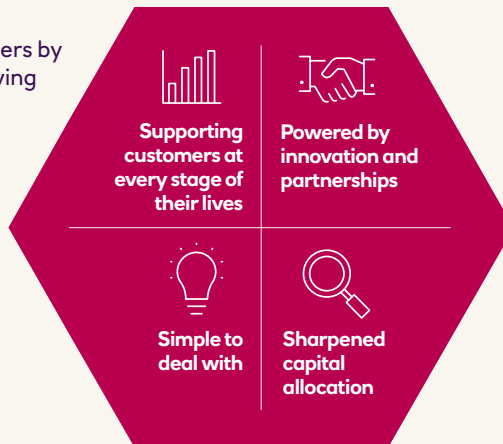 ers by
ving
Supporting
customers at
every stage of
their lives
Powered by
innovation and
partnerships
Simple to
deal with
Sharpened
capital
allocation